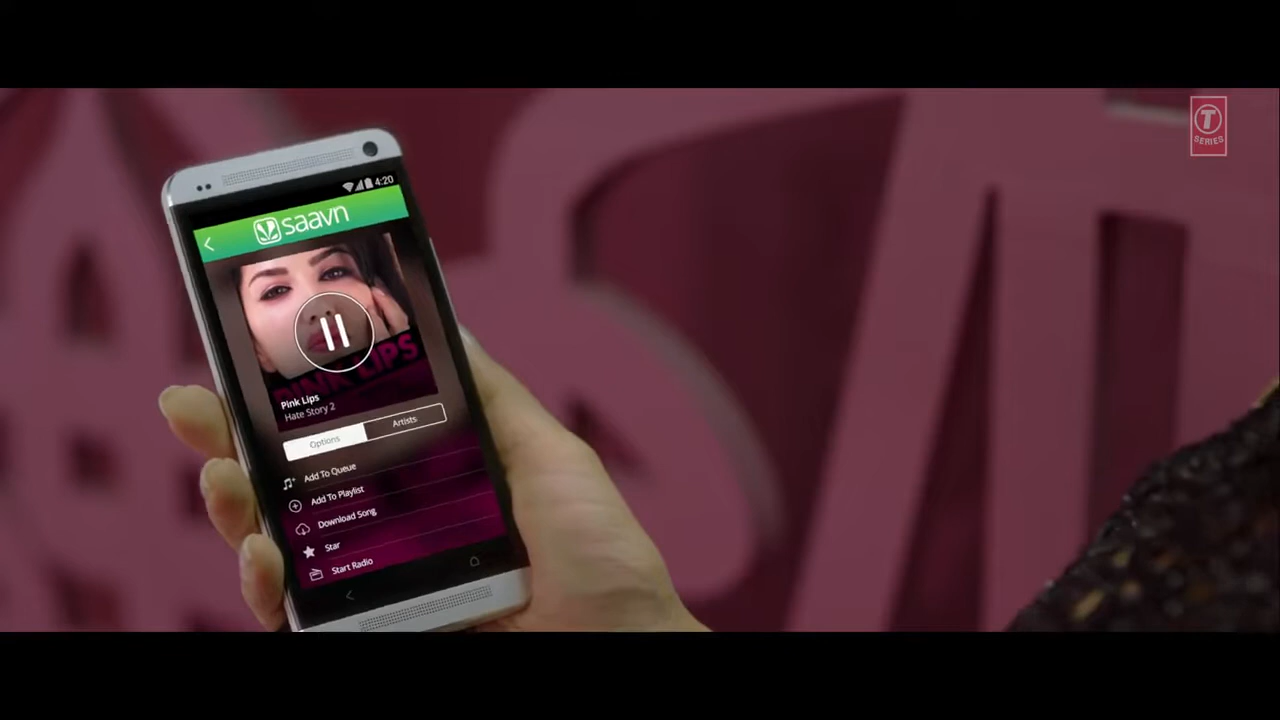 T
SERIES
4:20
saavn
PINK LIPS
Pink Lips
Hate Story 2
Options
Artists
Add To Queue
Add To Playlist
Download Song
Star
Start Radio